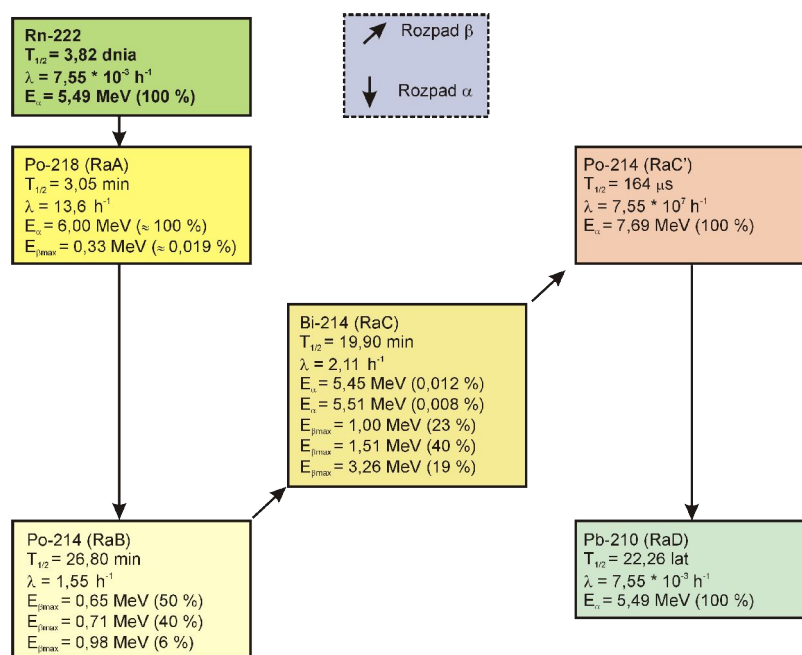 Rn-222
T1/2 = 3,82 dnia
λ = 7,55 * 10⁻³ h⁻¹
Eα = 5,49 MeV (100 %)
Rozpad β
Rozpad α
Po-218 (RaA)
T1/2 = 3,05 min
λ = 13,6 h⁻¹
Eα = 6,00 MeV (≈ 100 %)
Eβmax = 0,33 MeV (≈ 0,019 %)
Po-214 (RaC')
T1/2 = 164 μs
λ = 7,55 * 10⁷ h⁻¹
Eα = 7,69 MeV (100 %)
Bi-214 (RaC)
T1/2 = 19,90 min
λ = 2,11 h⁻¹
Eα = 5,45 MeV (0,012 %)
Eα = 5,51 MeV (0,008 %)
Eβmax = 1,00 MeV (23 %)
Eβmax = 1,51 MeV (40 %)
Eβmax = 3,26 MeV (19 %)
Po-214 (RaB)
T1/2 = 26,80 min
λ = 1,55 h⁻¹
Eβmax = 0,65 MeV (50 %)
Eβmax = 0,71 MeV (40 %)
Eβmax = 0,98 MeV (6 %)
Pb-210 (RaD)
T1/2 = 22,26 lat
λ = 7,55 * 10⁻³ h⁻¹
Eα = 5,49 MeV (100 %)